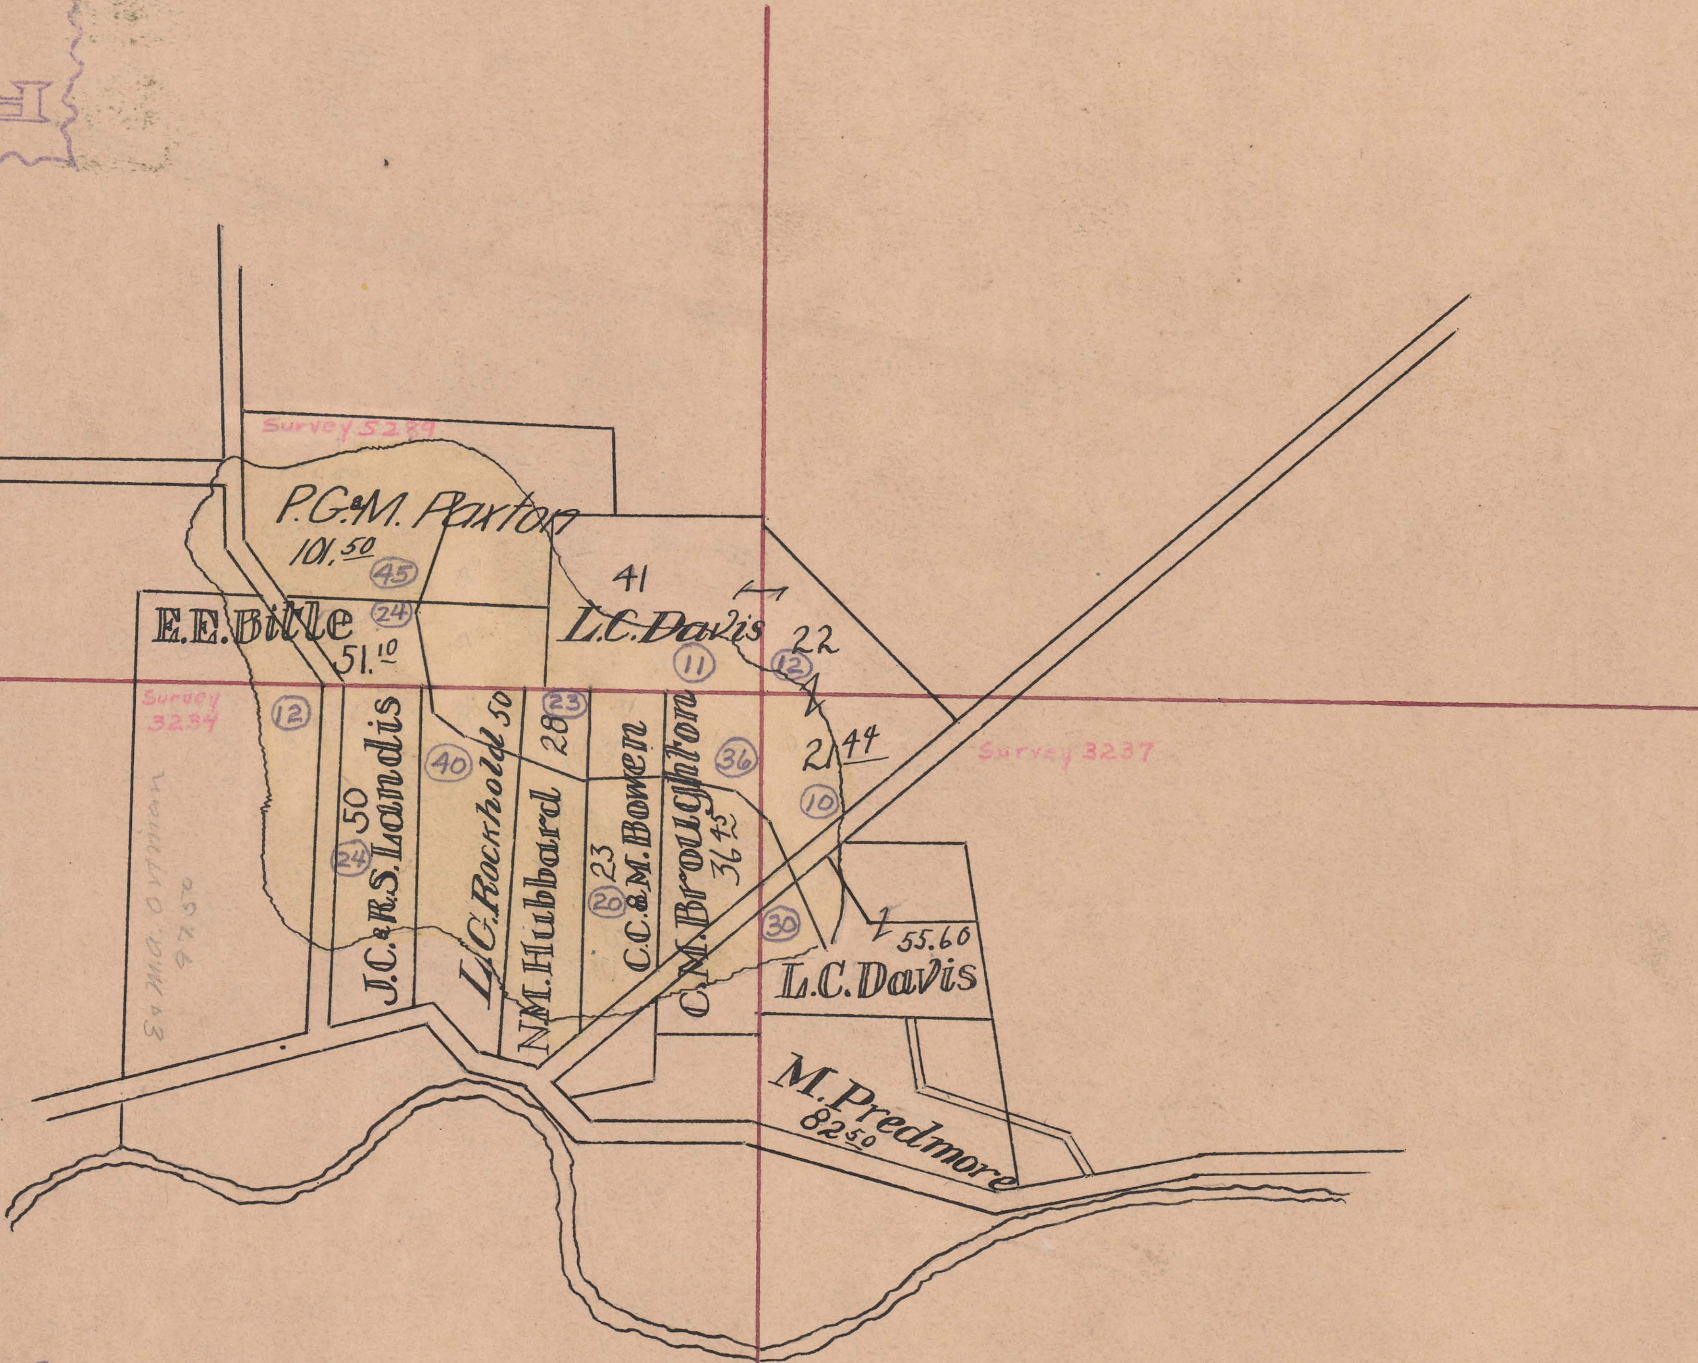 Survey 5289
P.G.&M. Paxton
101.50
45
41
E.E. Bitle
24
51.10
L.C. Davis
11
22
12
Survey
3234
12
J.C.&R.S. Landis
50
24
40
L.C. Rockhold 50
23
N.M. Hubbard 28
C.C.&M. Bowen
23
20
C.M. Broughton
36 45
36
21 44
10
Survey 3237
30
55.60
L.C. Davis
M. Predmore
82 50